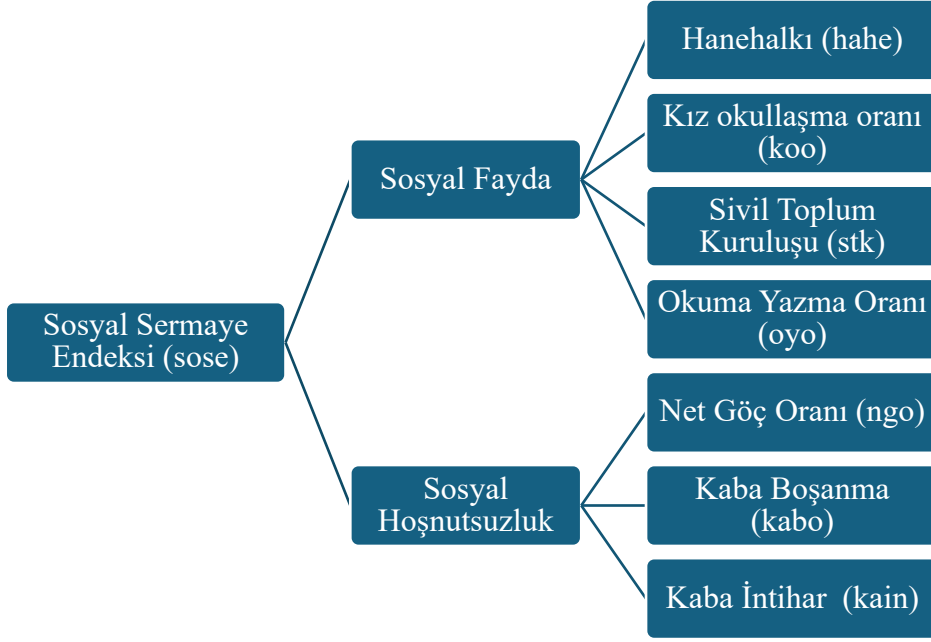 Sosyal Sermaye
Endeksi (sose)
Sosyal Fayda
Hanehalkı (hahe)
Kız okullaşma oranı
(koo)
Sivil Toplum
Kuruluşu (stk)
Okuma Yazma Oranı
(oyo)
Sosyal
Hoşnutsuzluk
Net Göç Oranı (ngo)
Kaba Boşanma
(kabo)
Kaba İntihar (kain)